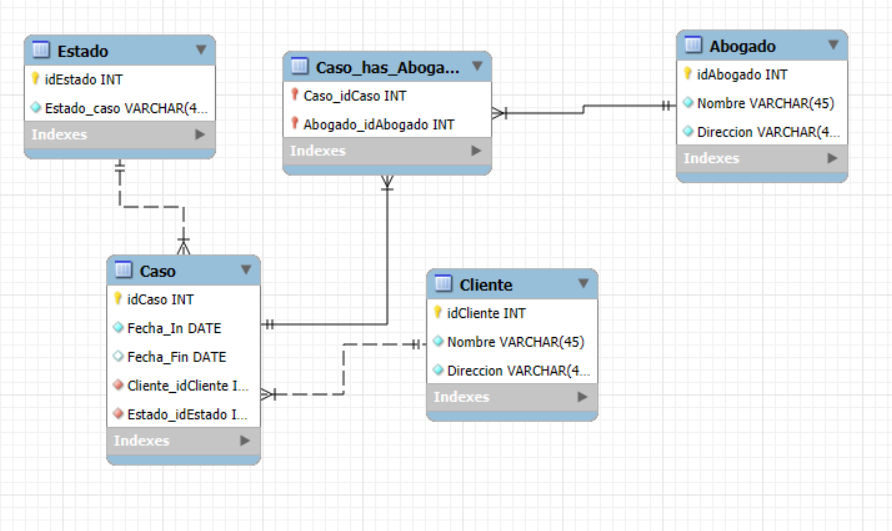 Estado
idEstado INT
Estado_caso VARCHAR(4...
Indexes
Caso_has_Aboga...
Caso_idCaso INT
Abogado_idAbogado INT
Indexes
Abogado
idAbogado INT
Nombre VARCHAR(45)
Direccion VARCHAR(4...
Indexes
Caso
idCaso INT
Fecha_In DATE
Fecha_Fin DATE
Cliente_idCliente I...
Estado_idEstado I...
Indexes
Cliente
idCliente INT
Nombre VARCHAR(45)
Direccion VARCHAR(4...
Indexes